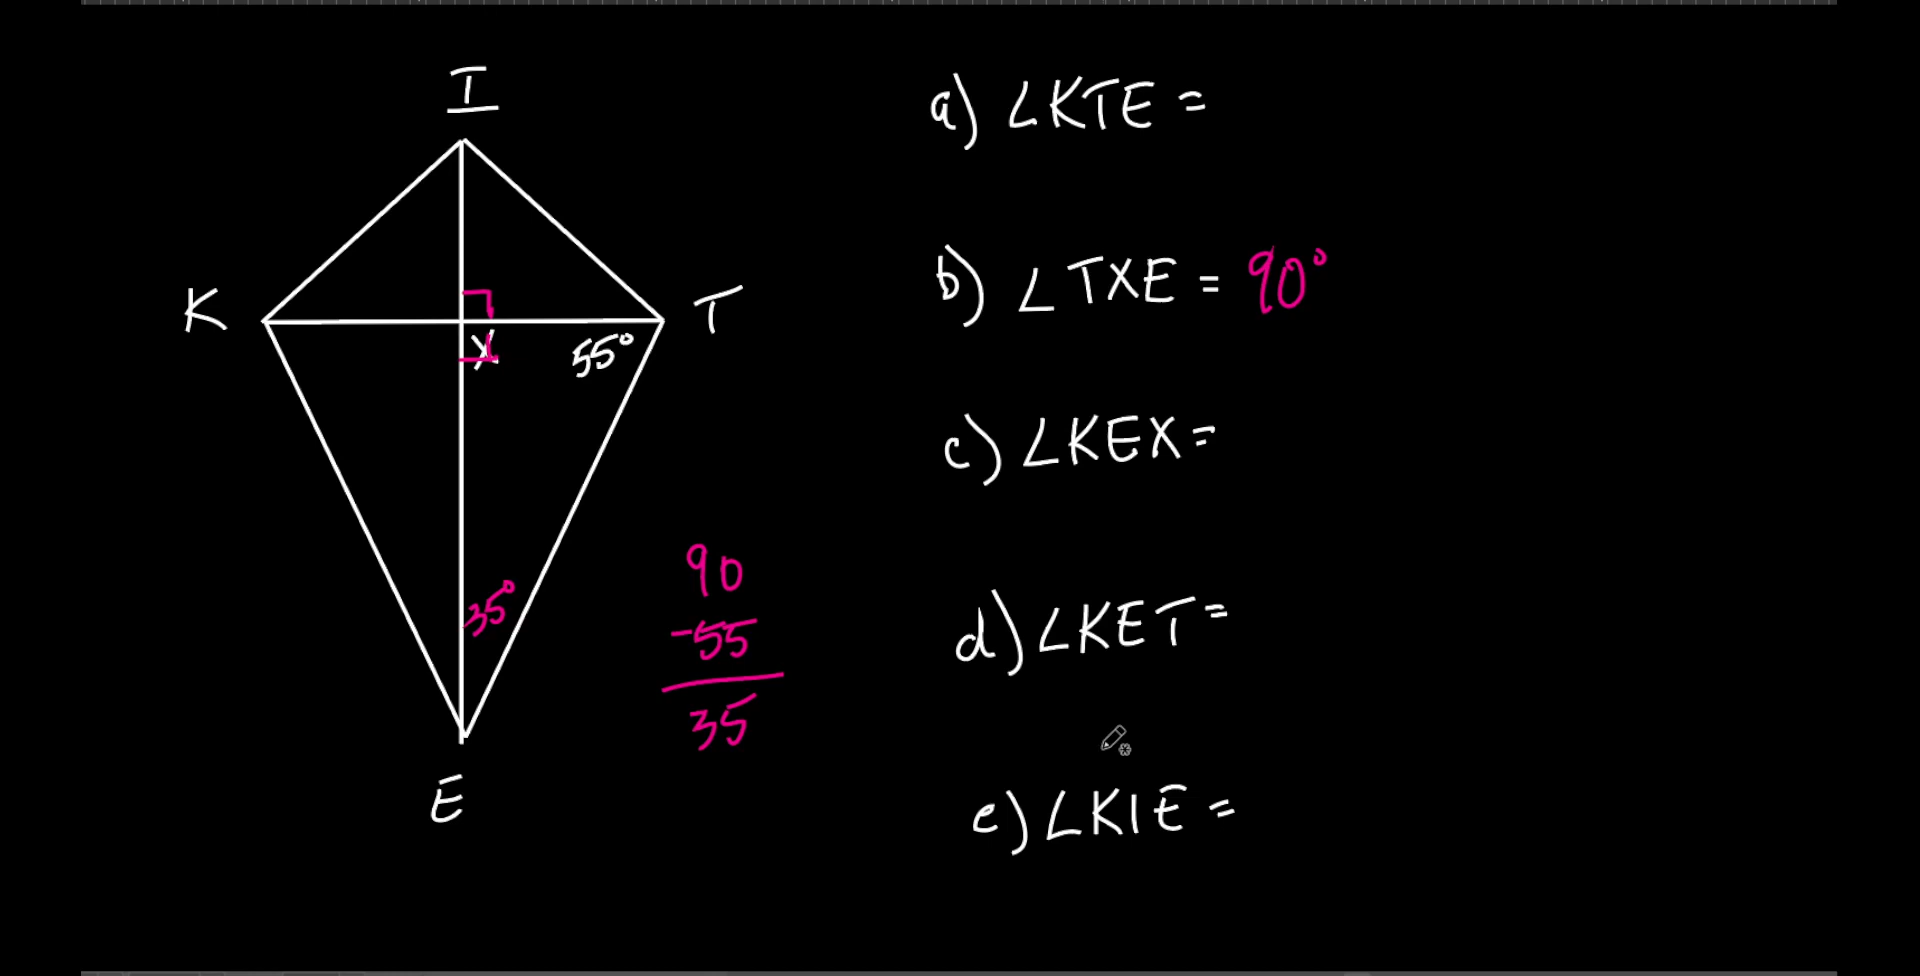 I
K
T
X
55°
35°
E
90
-55
35
a) ∠KTE =
b) ∠TXE = 90°
c) ∠KEX =
d) ∠KET =
e) ∠KIE =